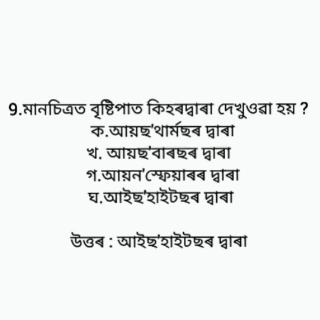 9.মানচিত্ৰত বৃষ্টিপাত কিহৰদ্বাৰা দেখুওৱা হয় ?
ক.আয়ছ'থাৰ্মছৰ দ্বাৰা
খ. আয়ছ'বাৰছৰ দ্বাৰা
গ.আয়ন'স্ফেয়াৰৰ দ্বাৰা
ঘ.আইছ'হাইটছৰ দ্বাৰা
উত্তৰ : আইছ'হাইটছৰ দ্বাৰা